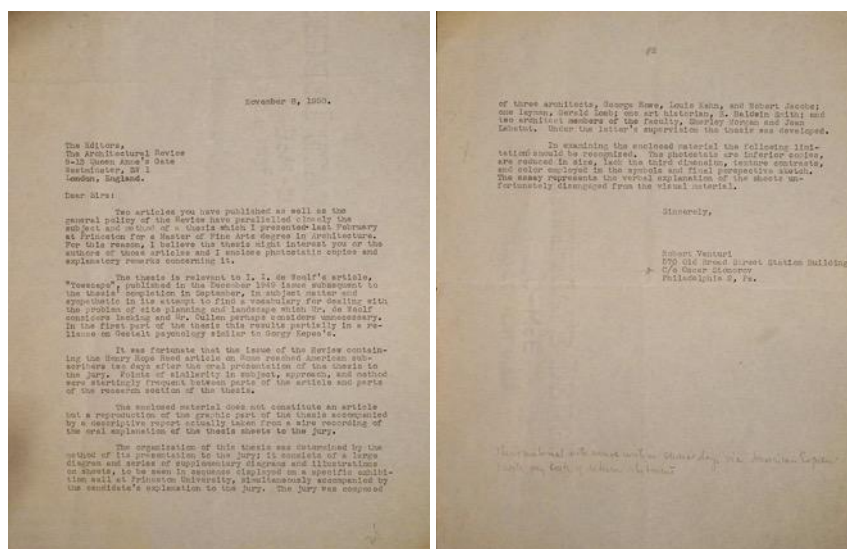 November 6, 1950.
The Editors,
The Architectural Review
9-13 Queen Anne's Gate
Westminster, SW 1
London, England.
Dear Sirs:
Two articles you have published as well as the
general policy of the Review have parallelled closely the
subject and method of a thesis which I presented last February
at Princeton for a Master of Fine Arts degree in Architecture.
For this reason, I believe the thesis might interest you or the
authors of those articles and I enclose photostatic copies and
explanatory remarks concerning it.
The thesis is relevant to I. I. de Woolf's article,
"Towscape", published in the December 1949 issue subsequent to
the thesis' completion in September, in subject matter and
sympathetic in its attempt to find a vocabulary for dealing with
the problem of site planning and landscape which Mr. de Woolf
considers lacking and Mr. Cullen perhaps considers unnecessary.
In the first part of the thesis this results partially in a re-
liance on Gestalt psychology similar to Gorgy Kepes's.
It was fortunate that the issue of the Review contain-
ing the Henry Hope Reed article on Rome reached American sub-
scribers two days after the oral presentation of the thesis to
the jury. Points of similarity in subject, approach, and method
were startingly frequent between parts of the article and parts
of the research section of the thesis.
The enclosed material does not constitute an article
but a reproduction of the graphic part of the thesis accompanied
by a descriptive report actually taken from a wire recording of
the oral explanation of the thesis sheets to the jury.
The organization of this thesis was determined by the
method of its presentation to the jury; it consists of a large
diagram and series of supplementary diagrams and illustrations
on sheets, to be seen in sequence displayed on a specific exhibi-
tion wall at Princeton University, simultaneously accompanied by
the candidate's explanation to the jury. The jury was composed
#2
of three architects, George Howe, Louis Kahn, and Robert Jacobs;
one layman, Gerald Loeb; one art historian, E. Baldwin Smith; and
two architect members of the faculty, Sherley Morgan and Jean
Labatut. Under the latter's supervision the thesis was developed.
In examining the enclosed material the following limi-
tations should be recognized. The photostats are inferior copies,
are reduced in size, lack the third dimension, texture contrasts,
and color employed in the symbols and final perspective sketch.
The essay represents the verbal explanation of the sheets un-
fortunately disengaged from the visual material.
Sincerely,
Robert Venturi
570 Old Broad Street Station Building
C/o Oscar Stonorov
Philadelphia 2, Pa.